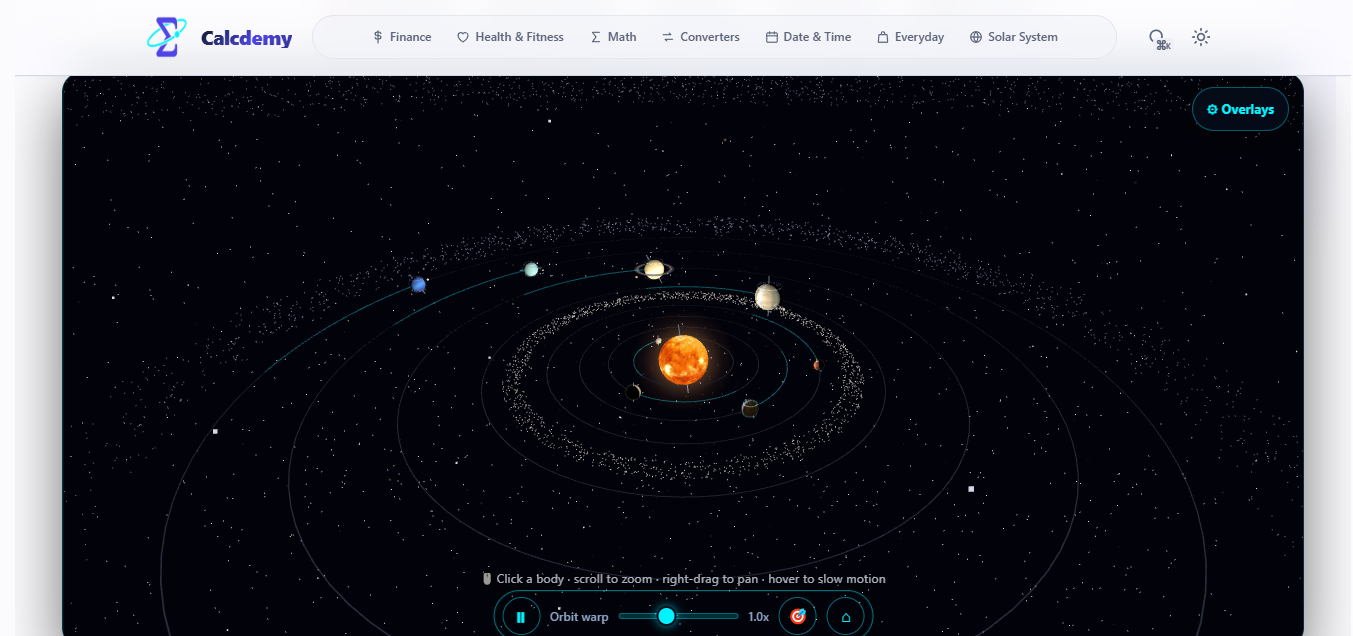 Calcdemy
Finance
Health & Fitness
Math
Converters
Date & Time
Everyday
Solar System
⌘K
Overlays
Click a body · scroll to zoom · right-drag to pan · hover to slow motion
Orbit warp
1.0x